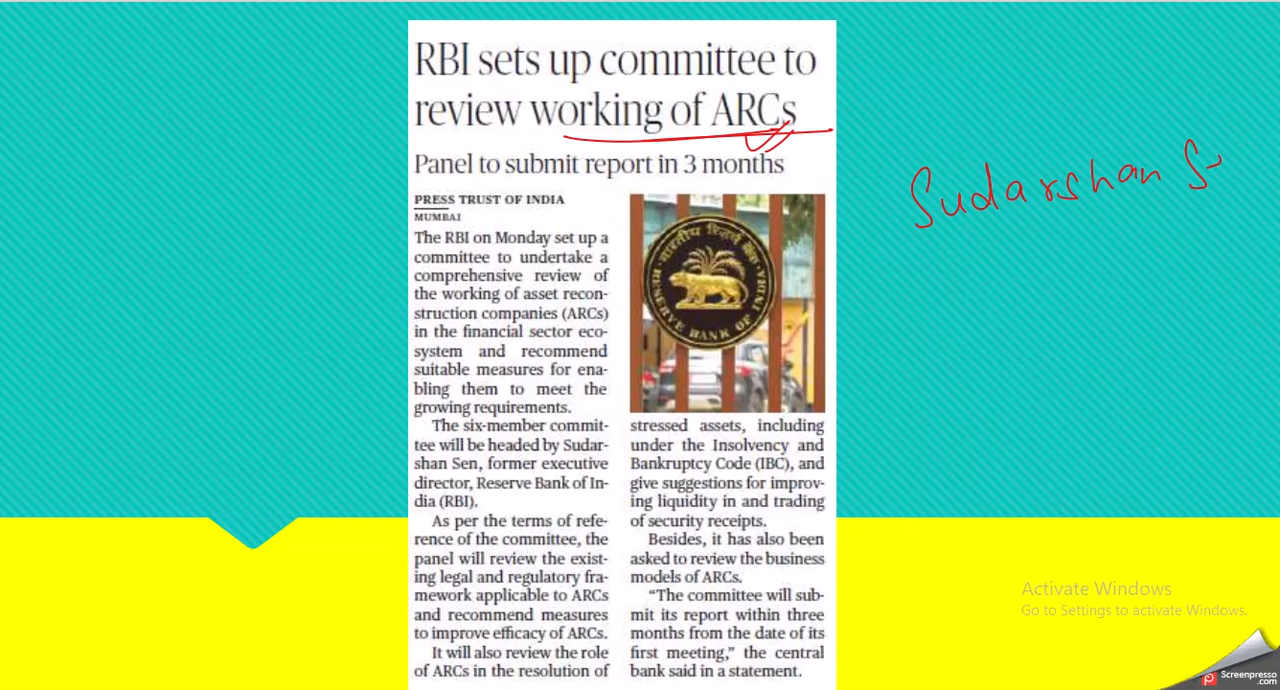 RBI sets up committee to
review working of ARCs
Panel to submit report in 3 months
PRESS TRUST OF INDIA
MUMBAI
The RBI on Monday set up a
committee to undertake a
comprehensive review of
the working of asset recon-
struction companies (ARCs)
in the financial sector eco-
system and recommend
suitable measures for ena-
bling them to meet the
growing requirements.
The six-member commit-
tee will be headed by Sudar-
shan Sen, former executive
director, Reserve Bank of In-
dia (RBI).
As per the terms of refe-
rence of the committee, the
panel will review the exist-
ing legal and regulatory fra-
mework applicable to ARCs
and recommend measures
to improve efficacy of ARCs.
It will also review the role
of ARCs in the resolution of
भारतीय रिज़र्व बैंक
RESERVE BANK OF INDIA
stressed assets, including
under the Insolvency and
Bankruptcy Code (IBC), and
give suggestions for improv-
ing liquidity in and trading
of security receipts.
Besides, it has also been
asked to review the business
models of ARCs.
“The committee will sub-
mit its report within three
months from the date of its
first meeting,” the central
bank said in a statement.
Sudarshan S
Activate Windows
Go to Settings to activate Windows.
Screenpresso
.com